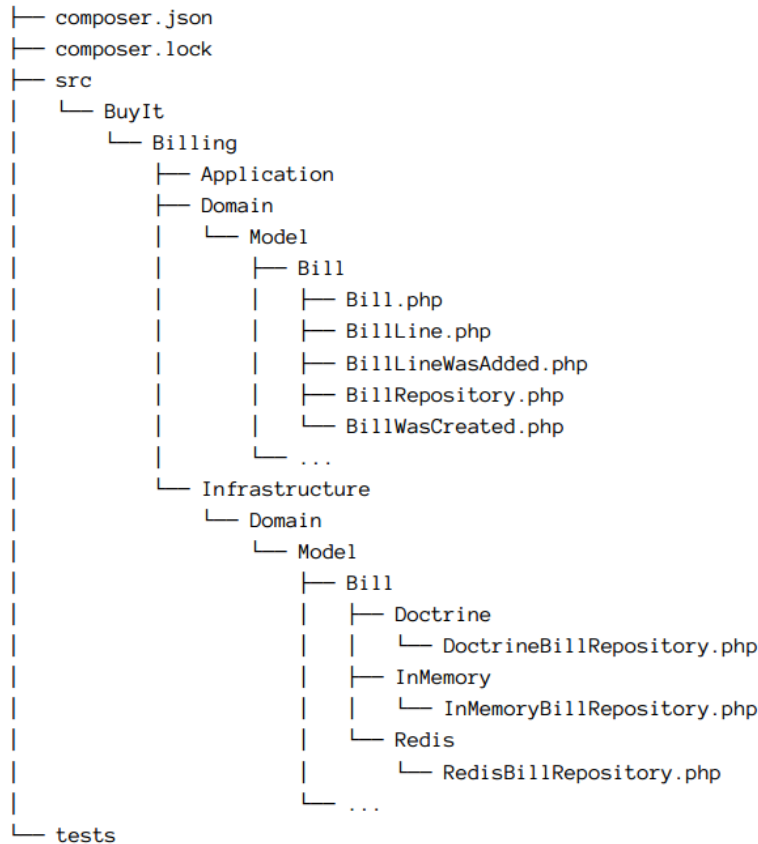 ├── composer.json
├── composer.lock
├── src
│   └── BuyIt
│       └── Billing
│           ├── Application
│           ├── Domain
│           │   └── Model
│           │       ├── Bill
│           │       │   ├── Bill.php
│           │       │   ├── BillLine.php
│           │       │   ├── BillLineWasAdded.php
│           │       │   ├── BillRepository.php
│           │       │   └── BillWasCreated.php
│           │       └── ...
│           └── Infrastructure
│               └── Domain
│                   └── Model
│                       ├── Bill
│                       │   ├── Doctrine
│                       │   │   └── DoctrineBillRepository.php
│                       │   ├── InMemory
│                       │   │   └── InMemoryBillRepository.php
│                       │   └── Redis
│                       │       └── RedisBillRepository.php
│                       └── ...
└── tests